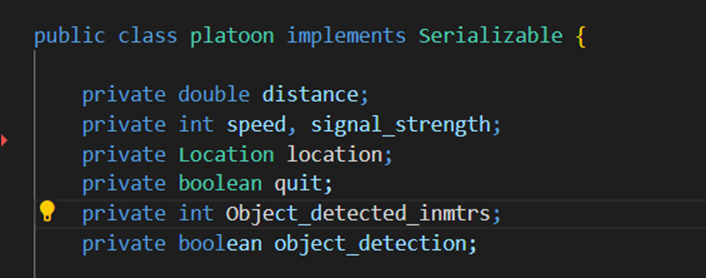 public class platoon implements Serializable {
private double distance;
private int speed, signal_strength;
private Location location;
private boolean quit;
private int Object_detected_inmtrs;
private boolean object_detection;